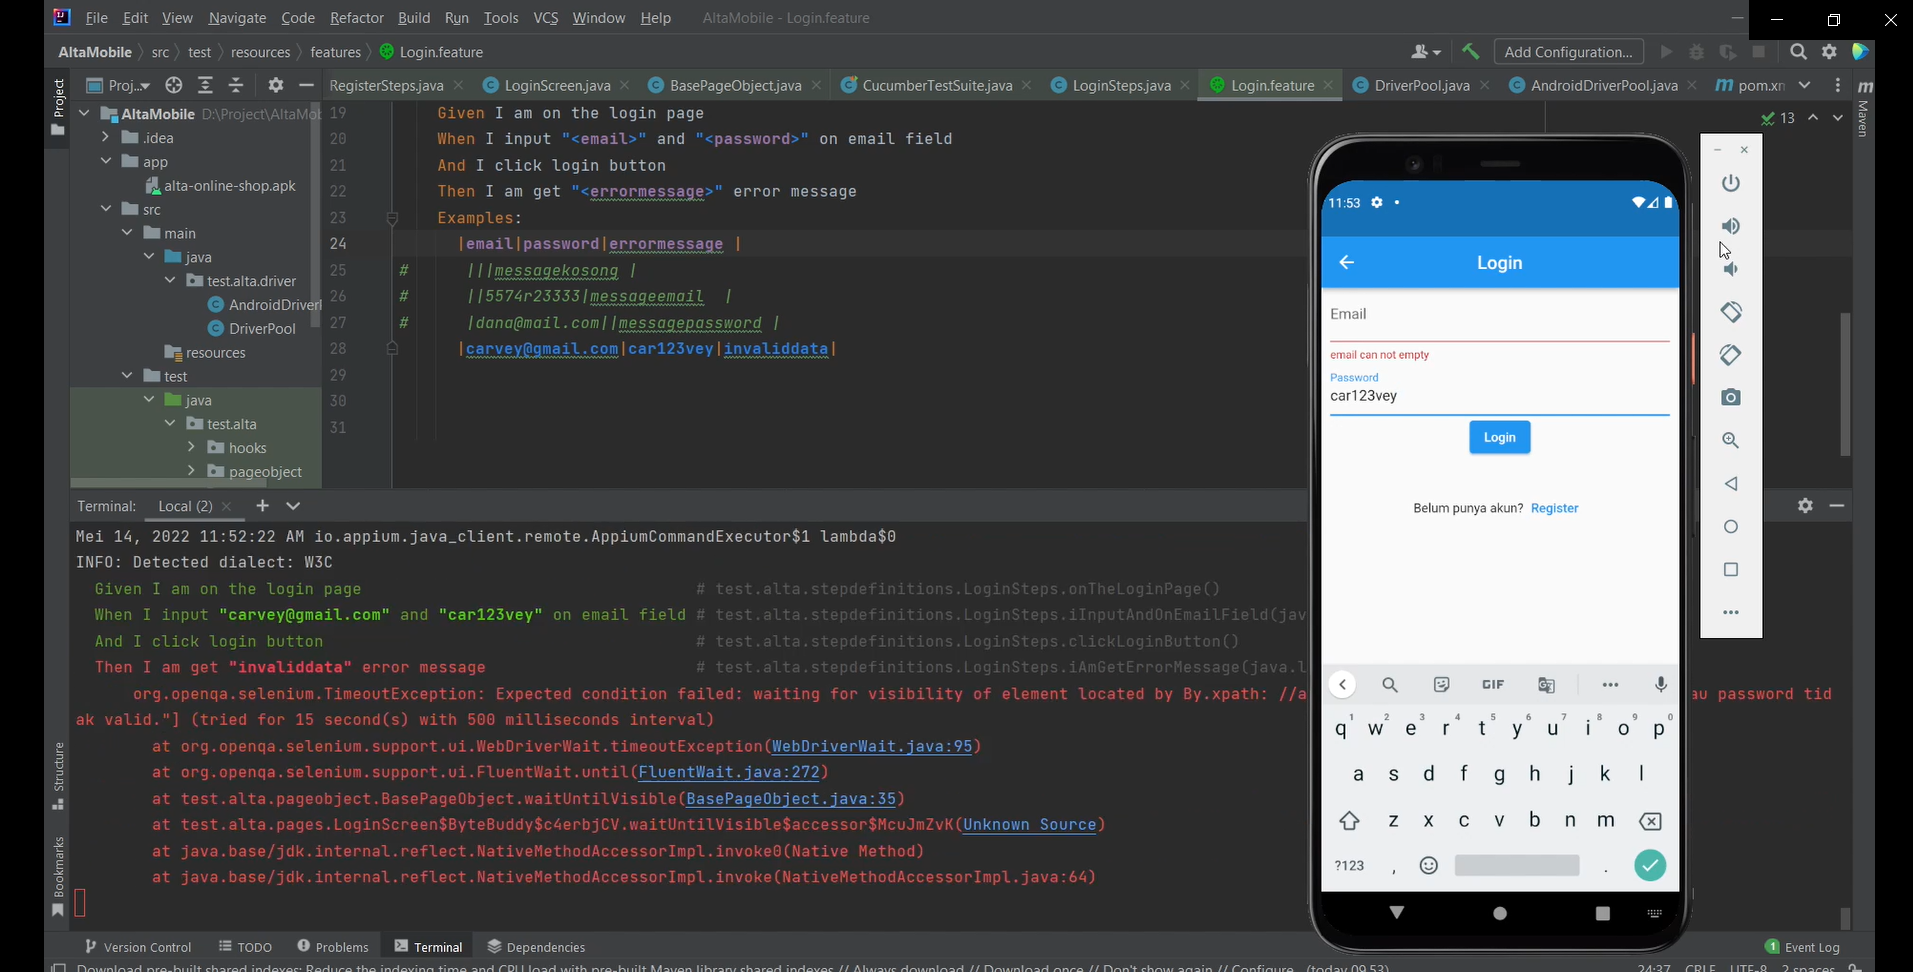 File Edit View Navigate Code Refactor Build Run Tools VCS Window Help AltaMobile - Login.feature
AltaMobile src test resources features Login.feature Add Configuration...
Project Proj... RegisterSteps.java LoginScreen.java BasePageObject.java CucumberTestSuite.java LoginSteps.java Login.feature DriverPool.java AndroidDriverPool.java pom.xm Maven
AltaMobile D:\Project\AltaMob
.idea
app
alta-online-shop.apk
src
main
java
test.alta.driver
AndroidDriverI
DriverPool
resources
test
java
test.alta
hooks
pageobject
13
19 Given I am on the login page
20 When I input "<email>" and "<password>" on email field
21 And I click login button
22 Then I am get "<errormessage>" error message
23 Examples:
24 |email|password|errormessage |
25 # |||messagekosong |
26 # ||5574r23333|messageemail |
27 # |dana@mail.com||messagepassword |
28 |carvey@gmail.com|car123vey|invaliddata|
29
30
31
Terminal: Local (2)
Mei 14, 2022 11:52:22 AM io.appium.java_client.remote.AppiumCommandExecutor$1 lambda$0
INFO: Detected dialect: W3C
Given I am on the login page # test.alta.stepdefinitions.LoginSteps.onTheLoginPage()
When I input "carvey@gmail.com" and "car123vey" on email field # test.alta.stepdefinitions.LoginSteps.iInputAndOnEmailField(jav
And I click login button # test.alta.stepdefinitions.LoginSteps.clickLoginButton()
Then I am get "invaliddata" error message # test.alta.stepdefinitions.LoginSteps.iAmGetErrorMessage(java.l
org.openqa.selenium.TimeoutException: Expected condition failed: waiting for visibility of element located by By.xpath: //a au password tid
ak valid."] (tried for 15 second(s) with 500 milliseconds interval)
at org.openqa.selenium.support.ui.WebDriverWait.timeoutException(WebDriverWait.java:95)
at org.openqa.selenium.support.ui.FluentWait.until(FluentWait.java:272)
at test.alta.pageobject.BasePageObject.waitUntilVisible(BasePageObject.java:35)
at test.alta.pages.LoginScreen$ByteBuddy$c4erbjCV.waitUntilVisible$accessor$McuJmZvK(Unknown Source)
at java.base/jdk.internal.reflect.NativeMethodAccessorImpl.invoke0(Native Method)
at java.base/jdk.internal.reflect.NativeMethodAccessorImpl.invoke(NativeMethodAccessorImpl.java:64)
Structure
Bookmarks
11:53
Login
Email
email can not empty
Password
car123vey
Login
Belum punya akun? Register
GIF
q1 w2 e3 r4 t5 y6 u7 i8 o9 p0
a s d f g h j k l
z x c v b n m
?123 , .
Version Control TODO Problems Terminal Dependencies 1 Event Log
Download pre-built shared indexes: Reduce the indexing time and CPU load with pre-built Maven library shared indexes // Always download // Download once // Don't show again // Configure... (today 09.53) 24:37 CRLF UTF-8 2 spaces